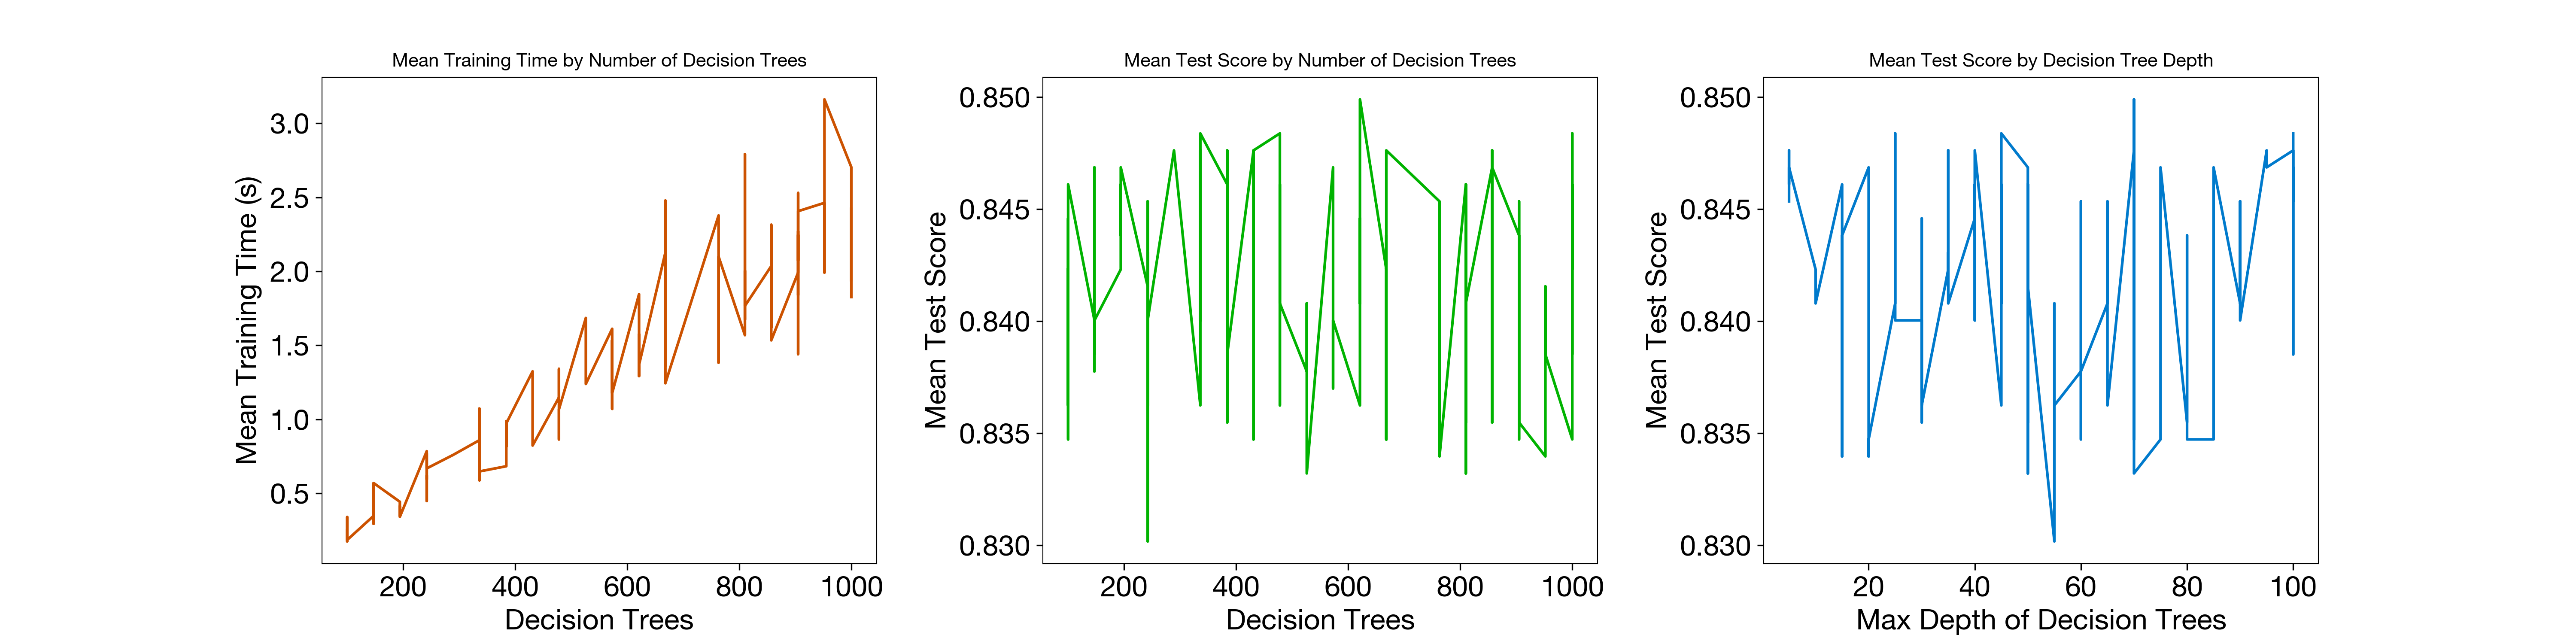 Mean Training Time by Number of Decision Trees
3.0
2.5
2.0
1.5
1.0
0.5
Mean Training Time (s)
200 400 600 800 1000
Decision Trees
Mean Test Score by Number of Decision Trees
0.850
0.845
0.840
0.835
0.830
Mean Test Score
200 400 600 800 1000
Decision Trees
Mean Test Score by Decision Tree Depth
0.850
0.845
0.840
0.835
0.830
Mean Test Score
20 40 60 80 100
Max Depth of Decision Trees